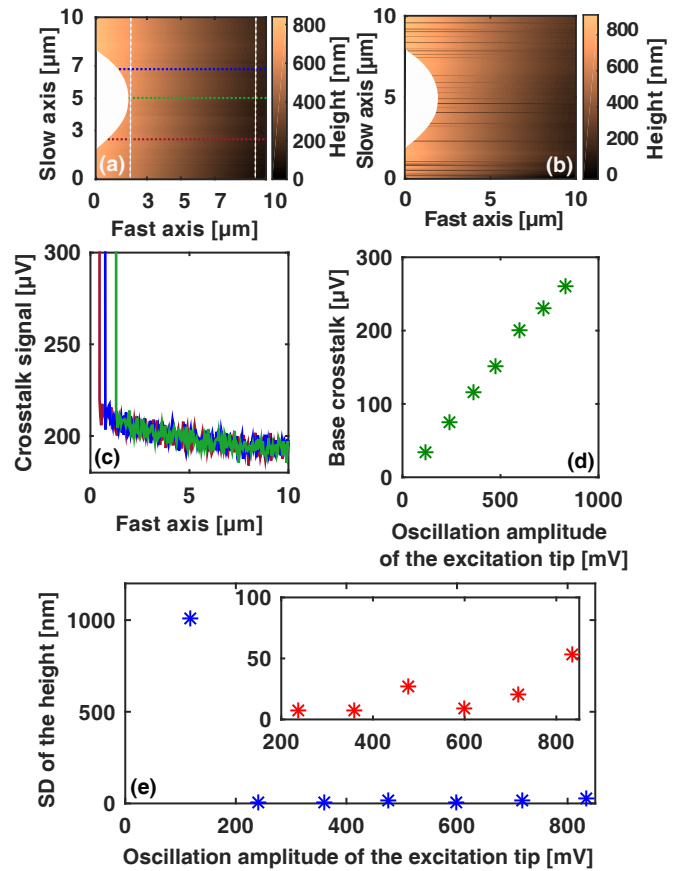 10
7
5
3
0
Slow axis [µm]
(a)
0 3 5 7 10
Fast axis [µm]
800
600
400
200
0
Height [nm]
10
5
0
Slow axis [µm]
(b)
0 5 10
Fast axis [µm]
800
600
400
200
0
Height [nm]
300
250
200
Crosstalk signal [µV]
(c)
0 5 10
Fast axis [µm]
300
200
100
0
Base crosstalk [µV]
(d)
0 500 1000
Oscillation amplitude
of the excitation tip [mV]
1000
500
0
SD of the height [nm]
(e)
100
50
0
200 400 600 800
0 200 400 600 800
Oscillation amplitude of the excitation tip [mV]